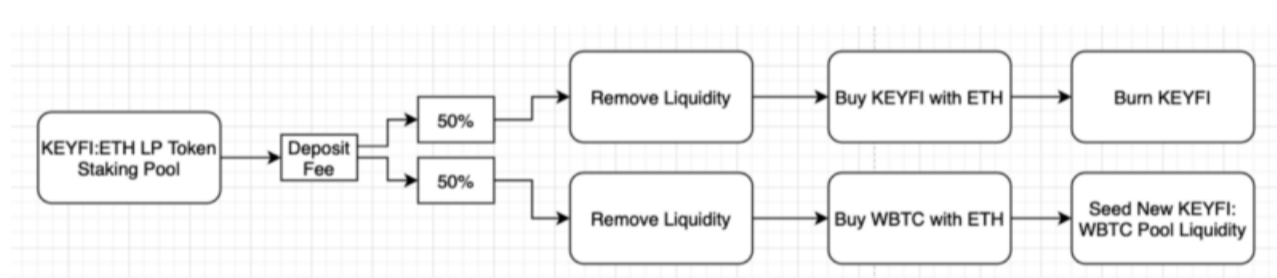 KEYFI:ETH LP Token
Staking Pool
Deposit
Fee
50%
Remove Liquidity
Buy KEYFI with ETH
Burn KEYFI
50%
Remove Liquidity
Buy WBTC with ETH
Seed New KEYFI:
WBTC Pool Liquidity